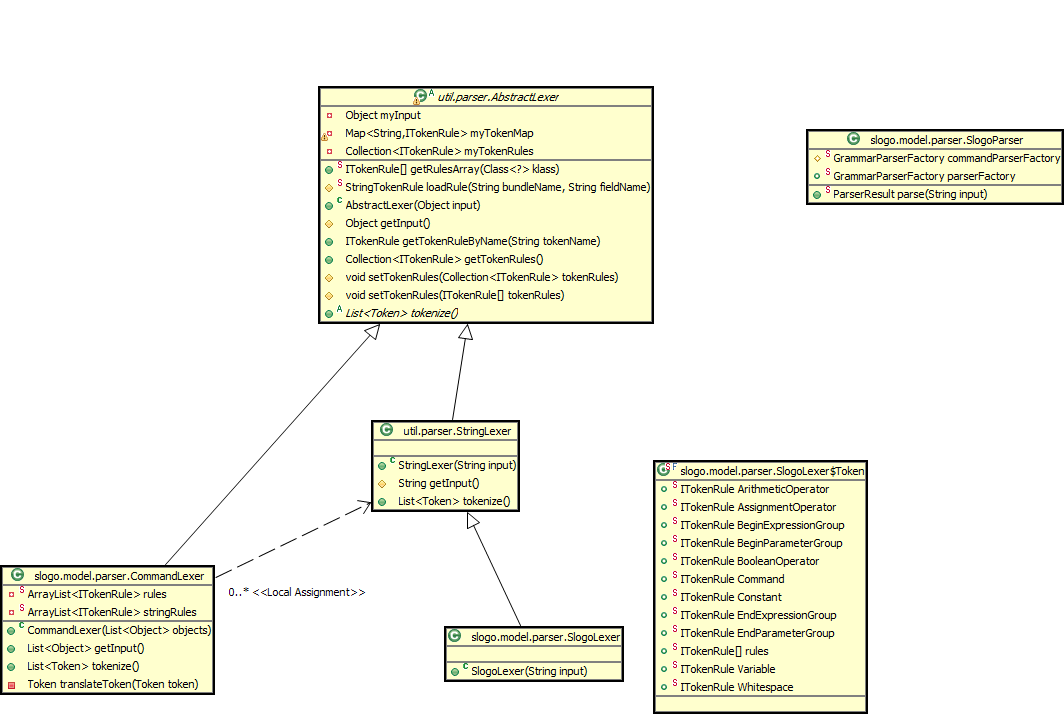 util.parser.AbstractLexer
Object myInput
Map<String,ITokenRule> myTokenMap
Collection<ITokenRule> myTokenRules
ITokenRule[] getRulesArray(Class<?> klass)
StringTokenRule loadRule(String bundleName, String fieldName)
AbstractLexer(Object input)
Object getInput()
ITokenRule getTokenRuleByName(String tokenName)
Collection<ITokenRule> getTokenRules()
void setTokenRules(Collection<ITokenRule> tokenRules)
void setTokenRules(ITokenRule[] tokenRules)
List<Token> tokenize()
slogo.model.parser.SlogoParser
GrammarParserFactory commandParserFactory
GrammarParserFactory parserFactory
ParserResult parse(String input)
util.parser.StringLexer
StringLexer(String input)
String getInput()
List<Token> tokenize()
slogo.model.parser.SlogoLexer$Token
ITokenRule ArithmeticOperator
ITokenRule AssignmentOperator
ITokenRule BeginExpressionGroup
ITokenRule BeginParameterGroup
ITokenRule BooleanOperator
ITokenRule Command
ITokenRule Constant
ITokenRule EndExpressionGroup
ITokenRule EndParameterGroup
ITokenRule[] rules
ITokenRule Variable
ITokenRule Whitespace
slogo.model.parser.CommandLexer
ArrayList<ITokenRule> rules
ArrayList<ITokenRule> stringRules
CommandLexer(List<Object> objects)
List<Object> getInput()
List<Token> tokenize()
Token translateToken(Token token)
0..* <<Local Assignment>>
slogo.model.parser.SlogoLexer
SlogoLexer(String input)